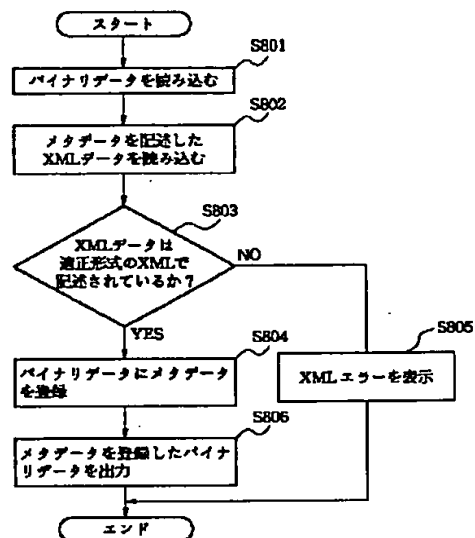 スタート
S801
バイナリデータを読み込む
S802
メタデータを記述した
XMLデータを読み込む
S803
XMLデータは
適正形式のXMLで
記述されているか?
NO
YES
S804
バイナリデータにメタデータ
を登録
S805
XMLエラーを表示
S806
メタデータを登録したバイナ
リデータを出力
エンド